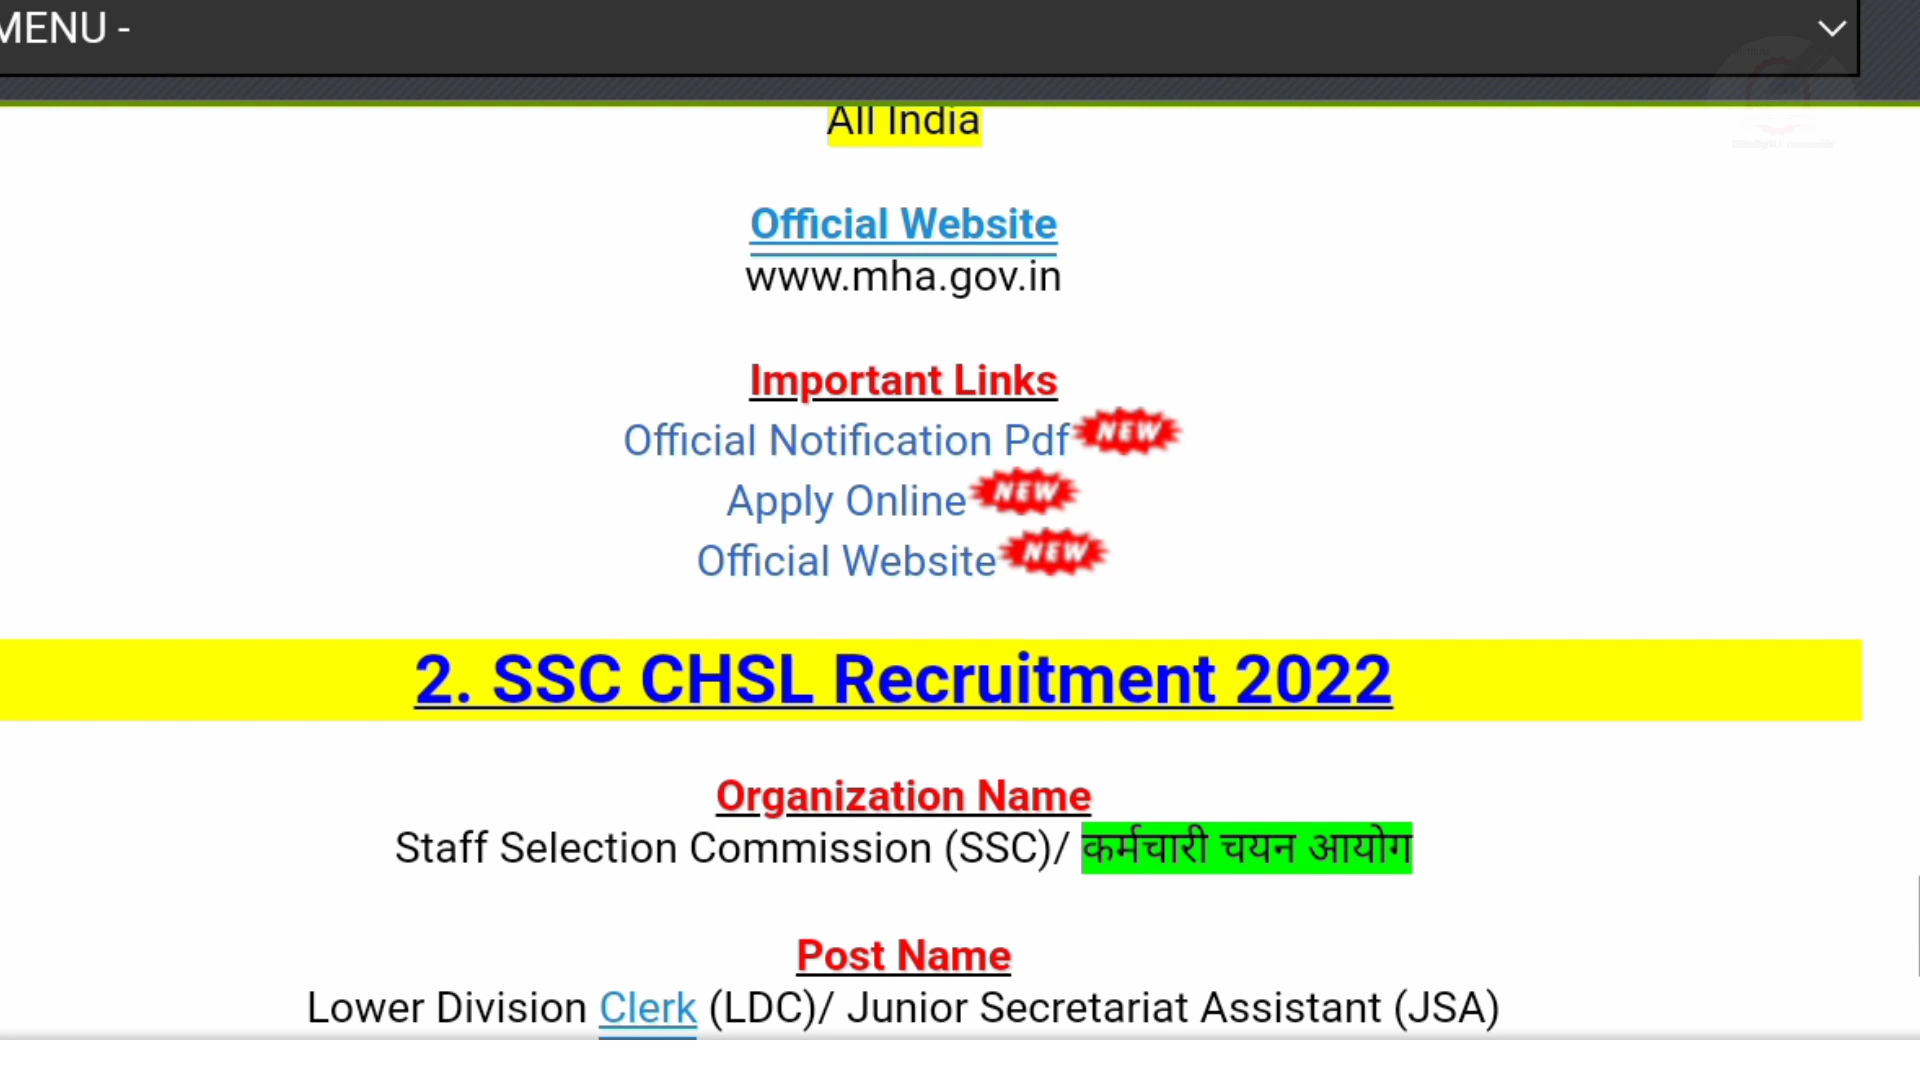 MENU -
All India
Official Website
www.mha.gov.in
Important Links
Official Notification Pdf NEW
Apply Online NEW
Official Website NEW
2. SSC CHSL Recruitment 2022
Organization Name
Staff Selection Commission (SSC)/ कर्मचारी चयन आयोग
Post Name
Lower Division Clerk (LDC)/ Junior Secretariat Assistant (JSA)